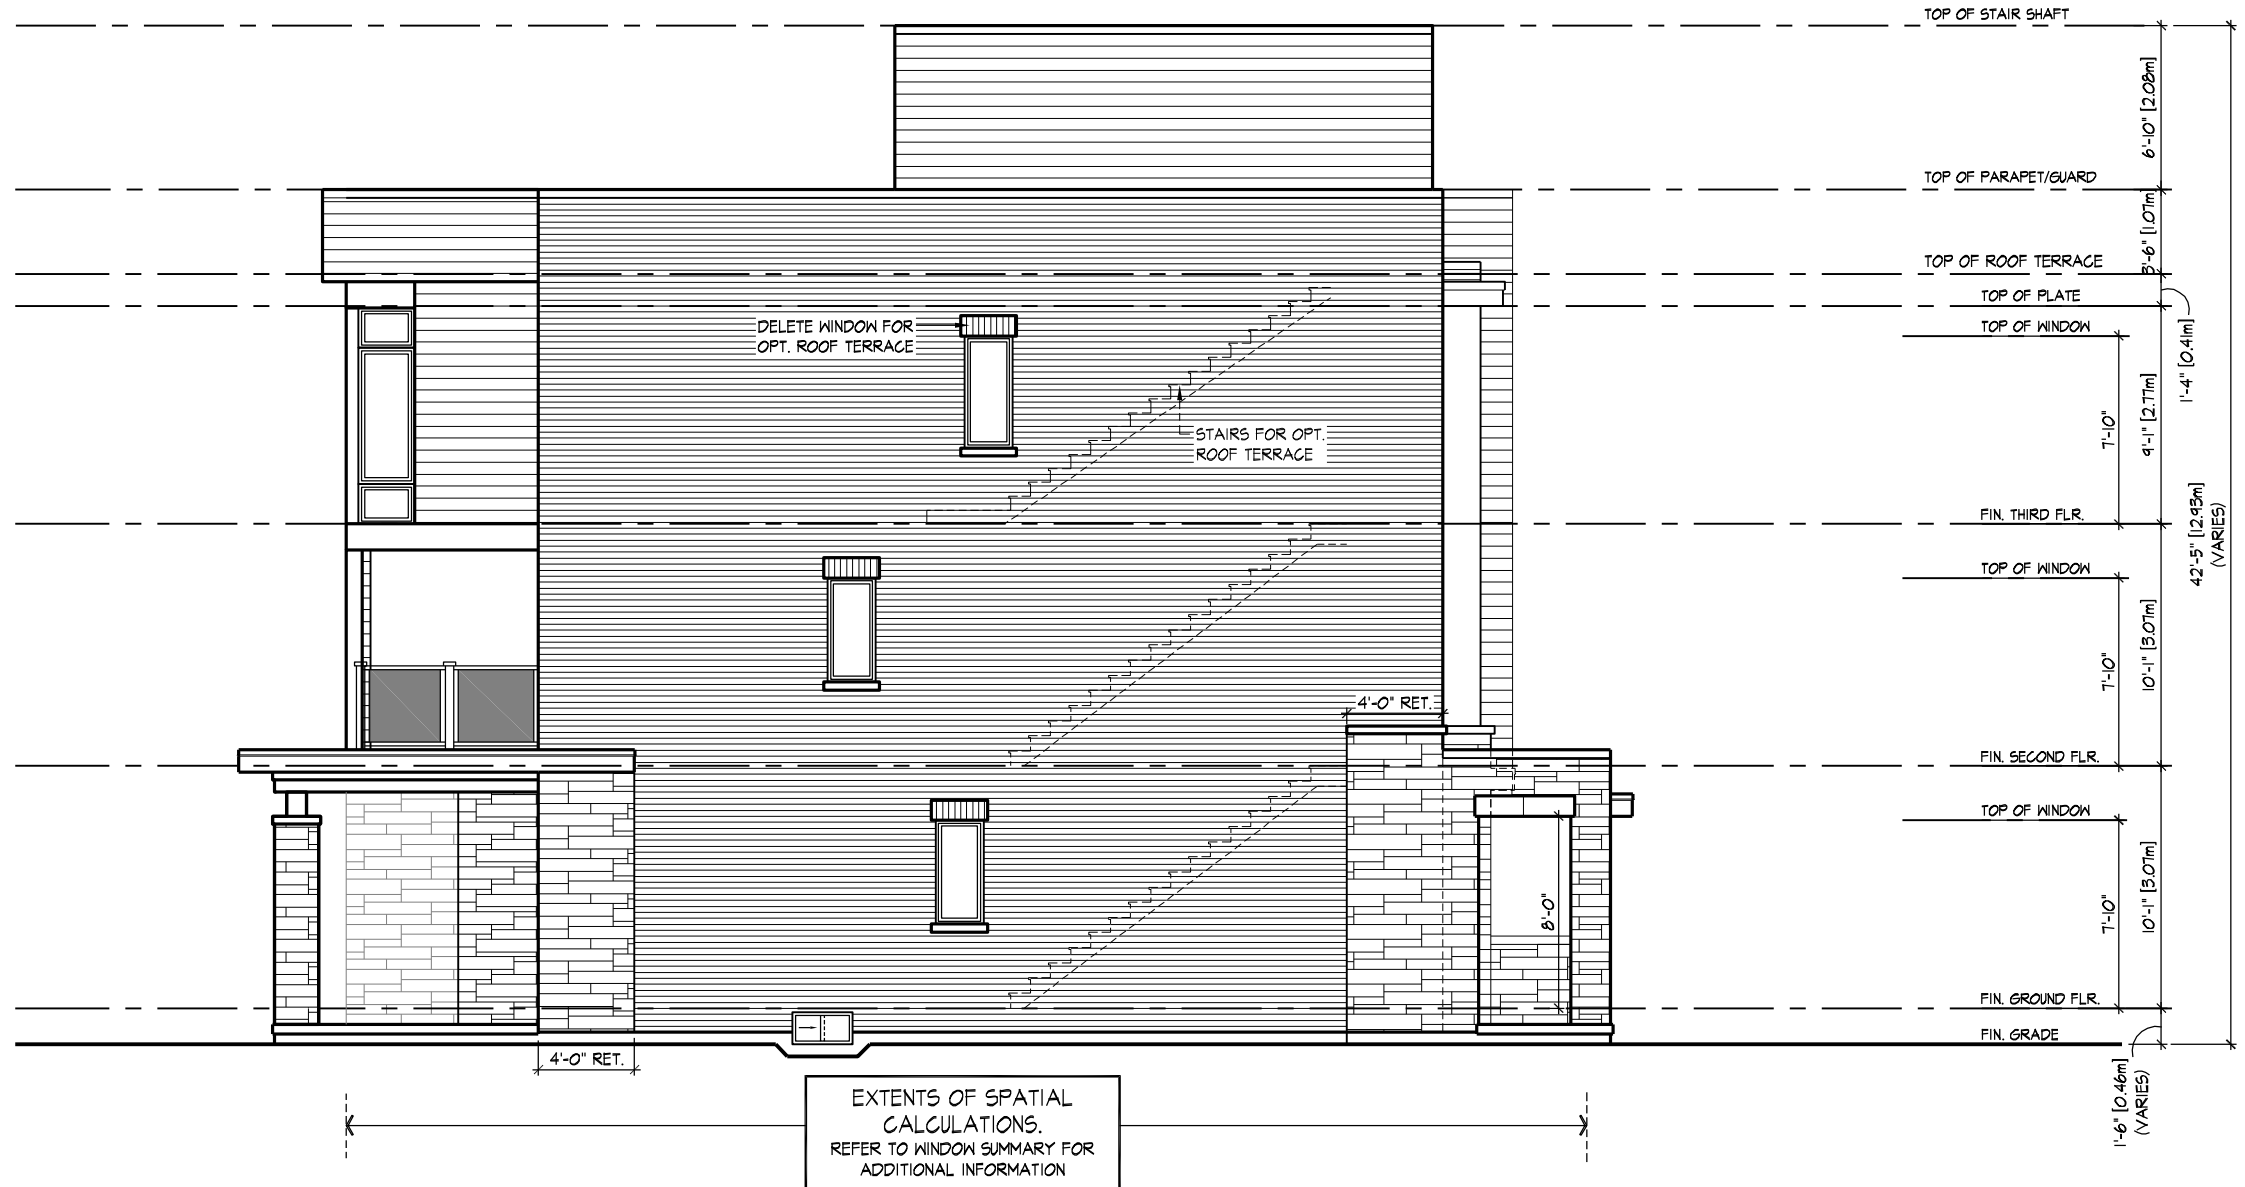 TOP OF STAIR SHAFT
6'-10" [2.08m]
TOP OF PARAPET/GUARD
3'-6" [1.07m]
TOP OF ROOF TERRACE
TOP OF PLATE
1'-4" [0.41m]
DELETE WINDOW FOR
OPT. ROOF TERRACE
TOP OF WINDOW
7'-10"
9'-1" [2.77m]
STAIRS FOR OPT.
ROOF TERRACE
42'-5" [12.93m]
(VARIES)
FIN. THIRD FLR.
TOP OF WINDOW
7'-10"
10'-1" [3.07m]
4'-0" RET.
FIN. SECOND FLR.
TOP OF WINDOW
8'-0"
7'-10"
10'-1" [3.07m]
FIN. GROUND FLR.
FIN. GRADE
4'-0" RET.
1'-6" [0.46m]
(VARIES)
EXTENTS OF SPATIAL
CALCULATIONS.
REFER TO WINDOW SUMMARY FOR
ADDITIONAL INFORMATION